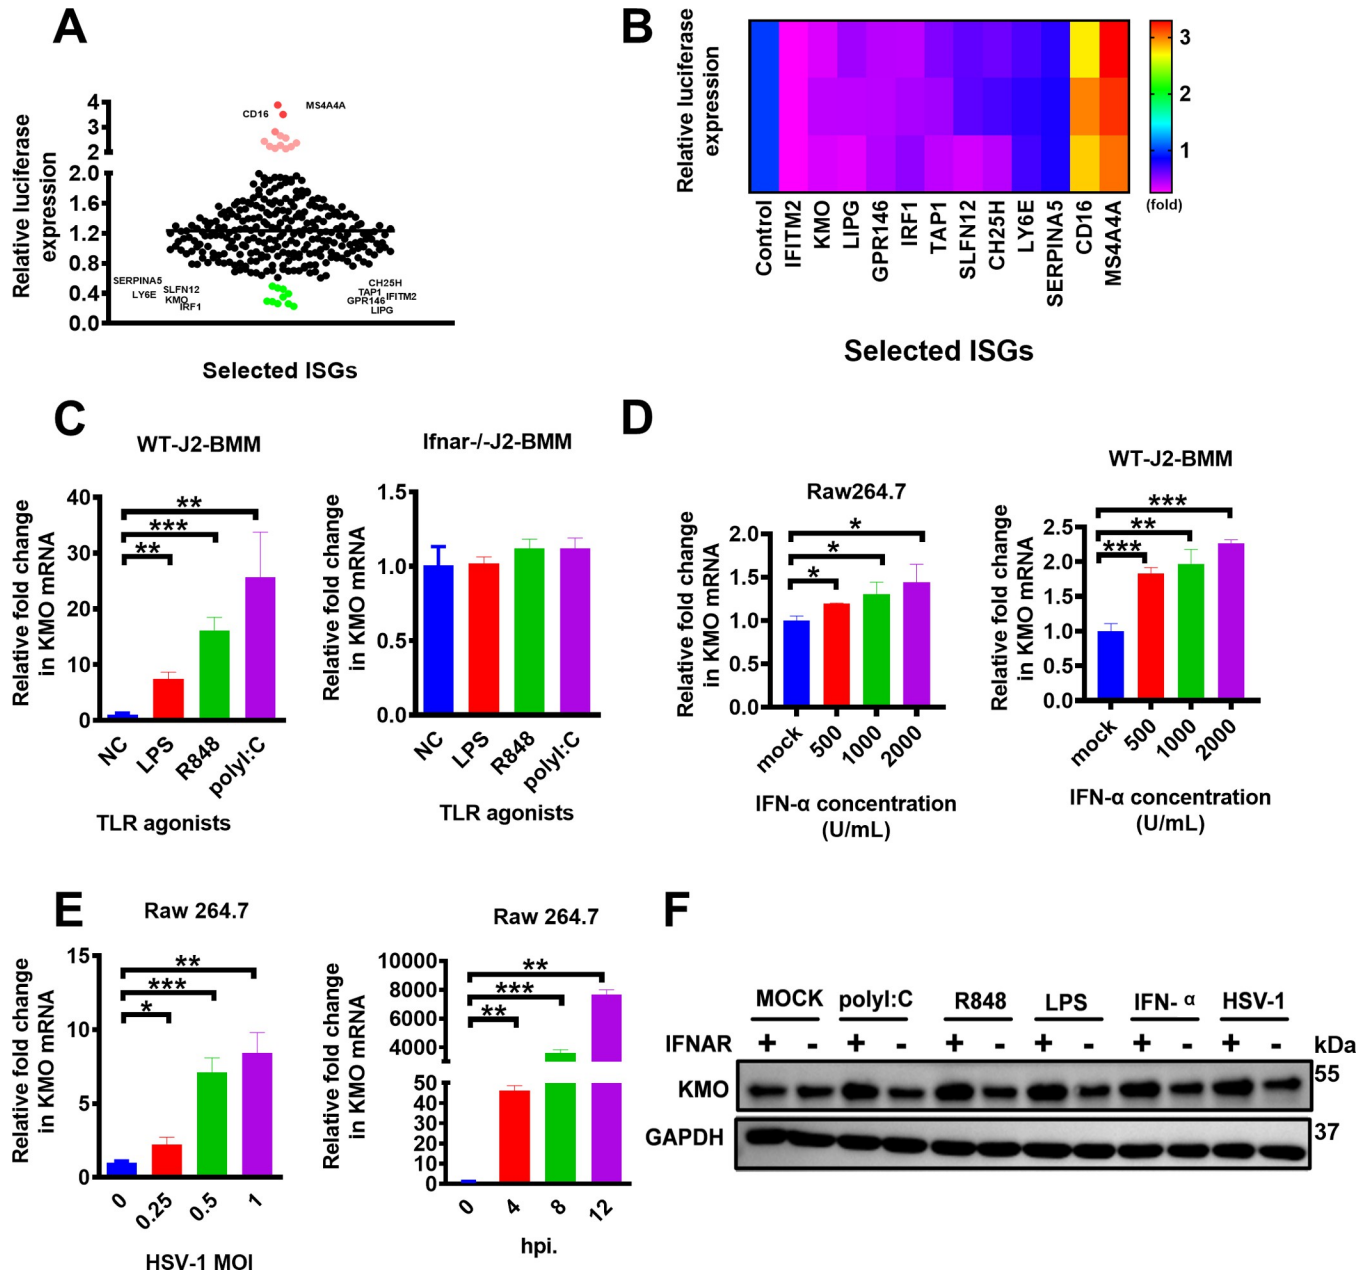 A
Relative luciferase
expression
4
3
2
2.0
1.6
1.2
0.8
0.4
0.0
CD16
MS4A4A
SERPINA5
SLFN12
LY6E
KMO
IRF1
CH25H
TAP1
IFITM2
GPR146
LIPG
Selected ISGs
B
Relative luciferase
expression
3
2
1
(fold)
Control
IFITM2
KMO
LIPG
GPR146
IRF1
TAP1
SLFN12
CH25H
LY6E
SERPINA5
CD16
MS4A4A
Selected ISGs
C
WT-J2-BMM
Relative fold change
in KMO mRNA
40
30
20
10
0
**
***
**
NC
LPS
R848
polyI:C
TLR agonists
Ifnar-/-J2-BMM
Relative fold change
in KMO mRNA
1.5
1.0
0.5
0.0
NC
LPS
R848
polyI:C
TLR agonists
D
Raw264.7
Relative fold change
in KMO mRNA
2.0
1.5
1.0
0.5
0.0
*
*
*
mock
500
1000
2000
IFN-α concentration
(U/mL)
WT-J2-BMM
Relative fold change
in KMO mRNA
2.5
2.0
1.5
1.0
0.5
0.0
***
**
***
mock
500
1000
2000
IFN-α concentration
(U/mL)
E
Raw 264.7
Relative fold change
in KMO mRNA
15
10
5
0
**
***
*
0
0.25
0.5
1
HSV-1 MOI
Raw 264.7
Relative fold change
in KMO mRNA
10000
8000
6000
4000
50
40
30
20
10
0
**
***
**
0
4
8
12
hpi.
F
MOCK polyI:C R848 LPS IFN-α HSV-1
IFNAR + - + - + - + - + - + - kDa
KMO 55
GAPDH 37